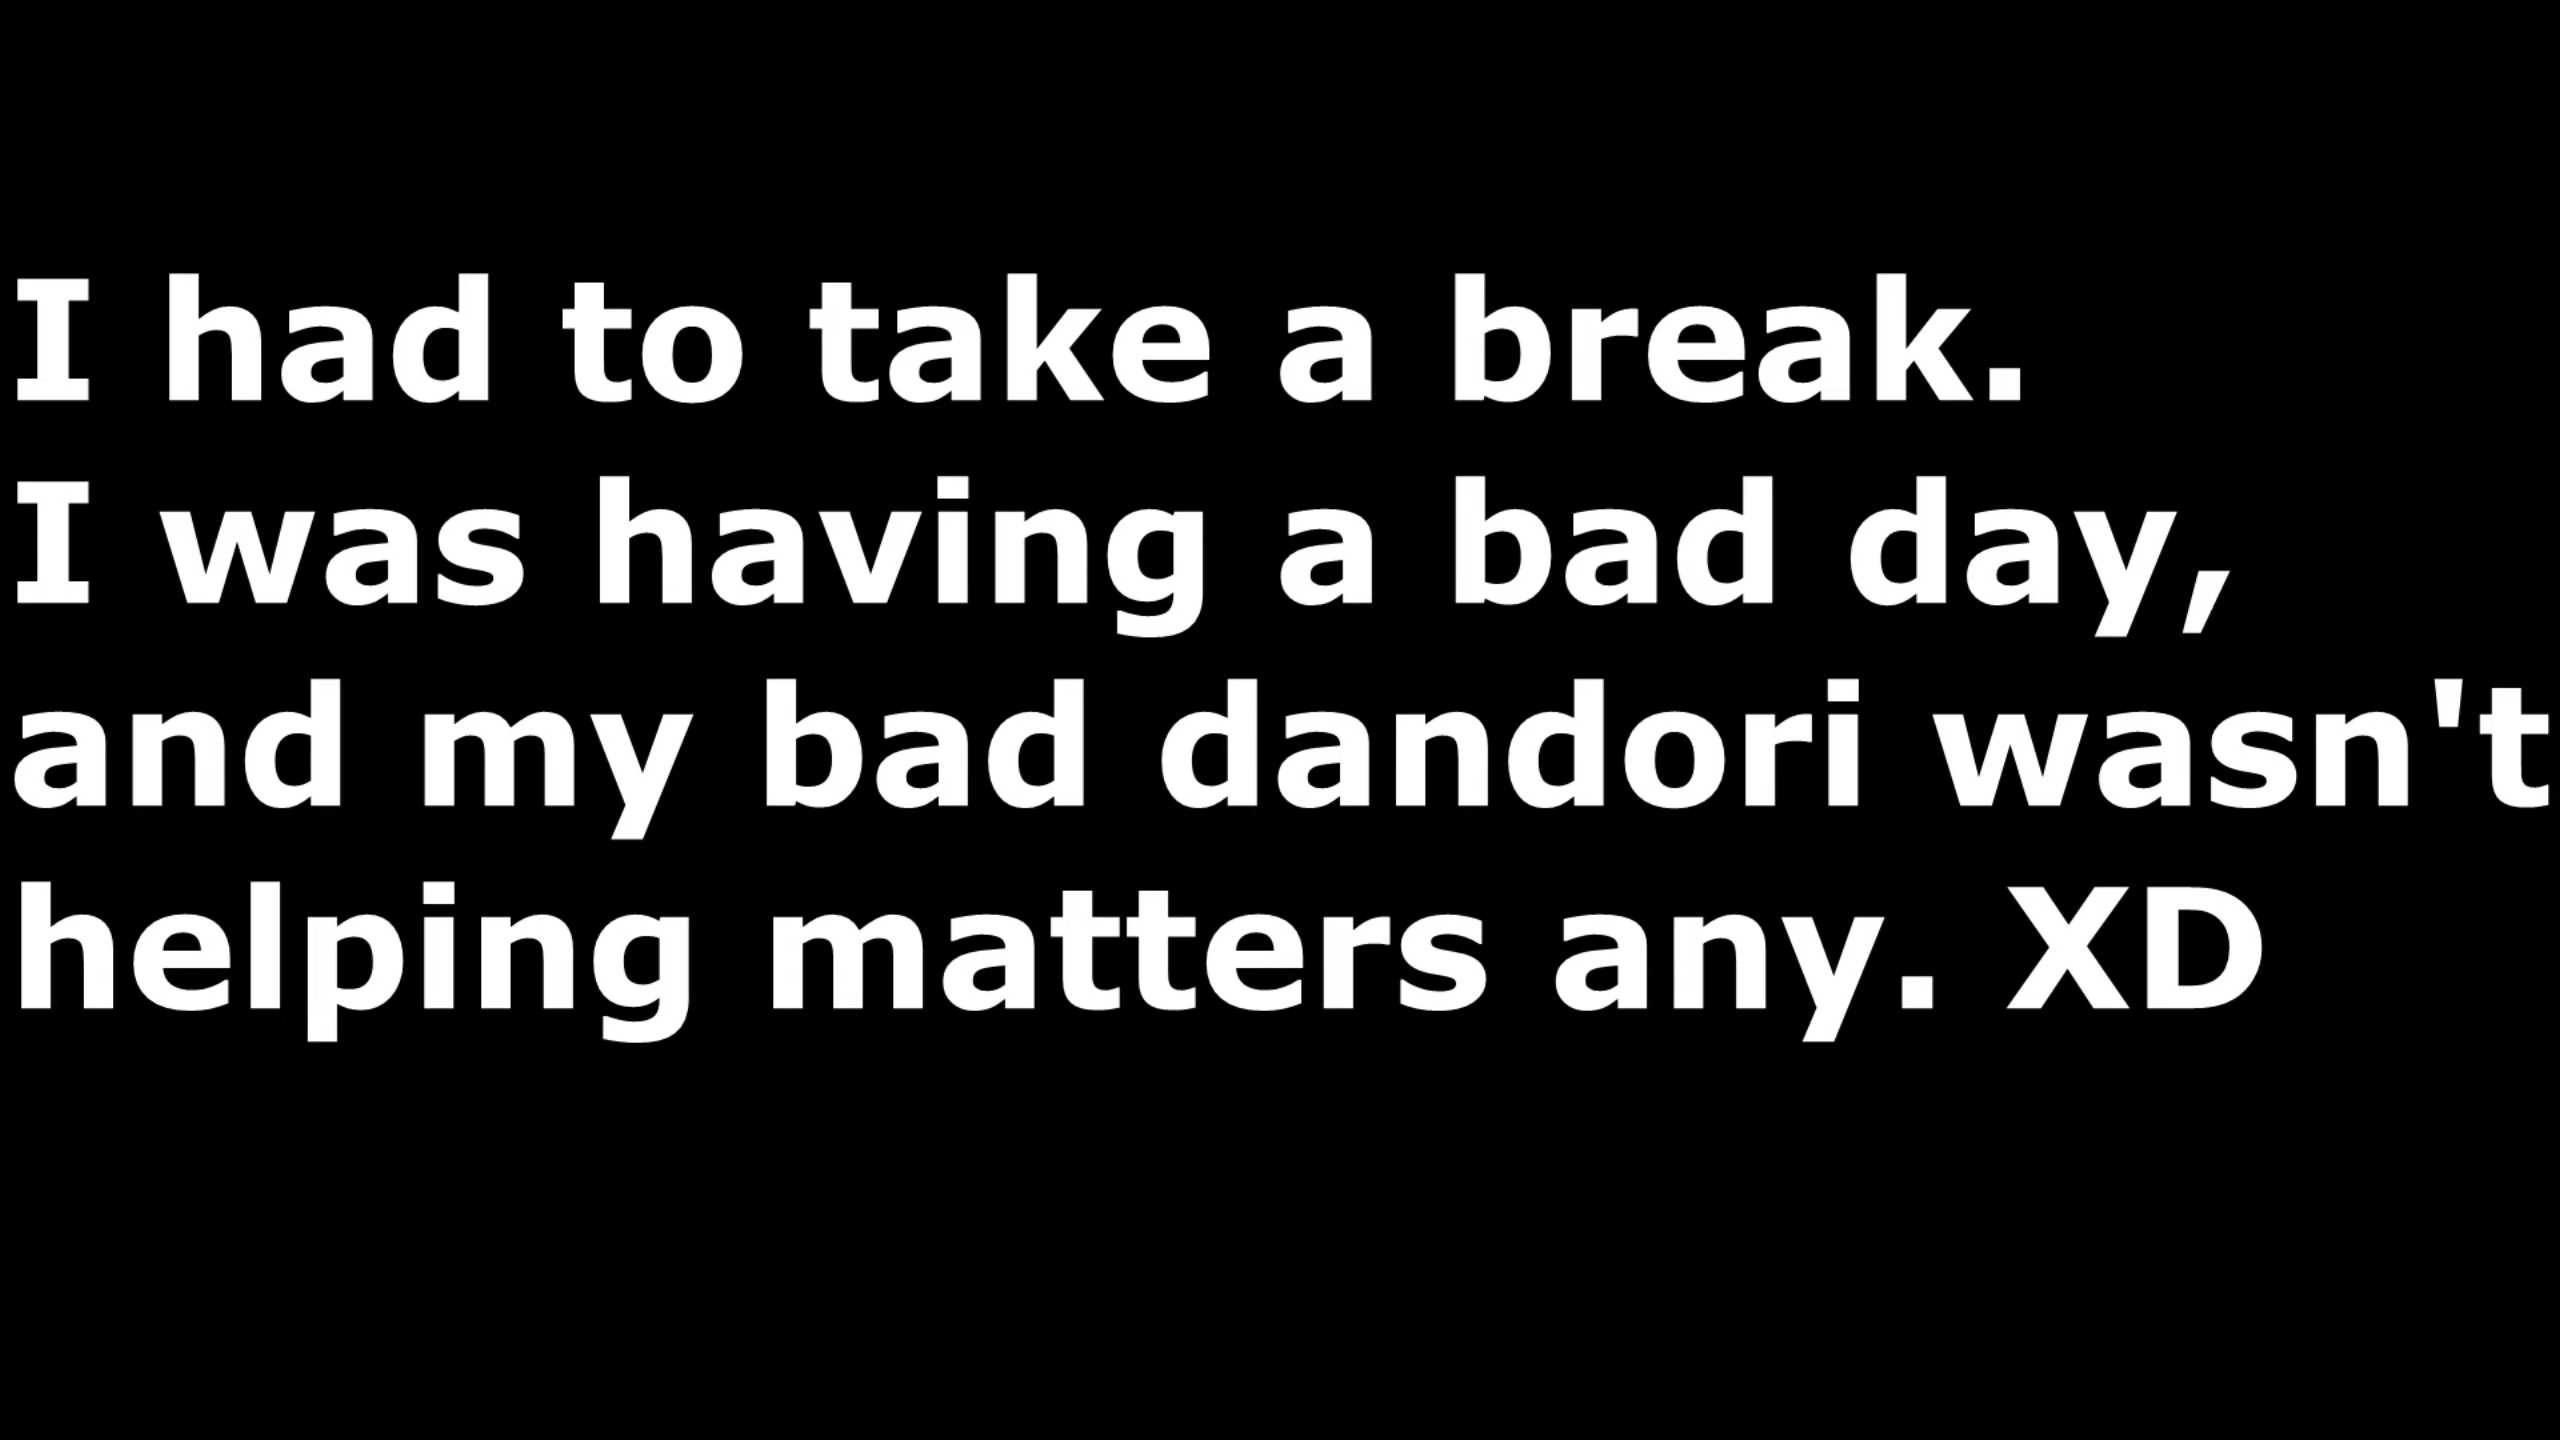 I had to take a break.
I was having a bad day,
and my bad dandori wasn't
helping matters any. XD